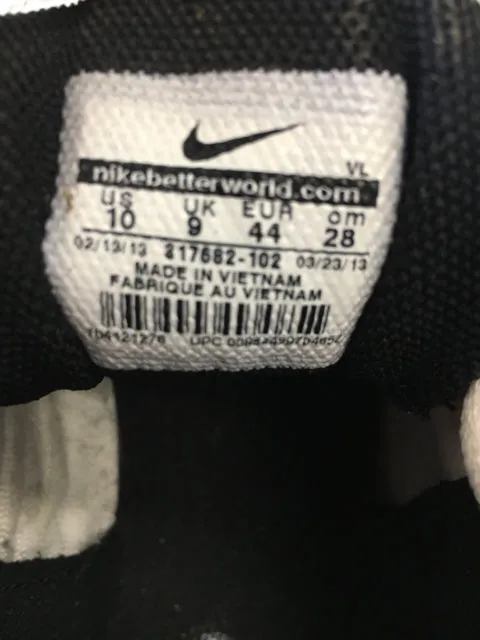 VL
nikebetterworld.com
US UK EUR cm
10 9 44 28
02/13/13 317682-102 03/23/13
MADE IN VIETNAM
FABRIQUE AU VIETNAM
UPC